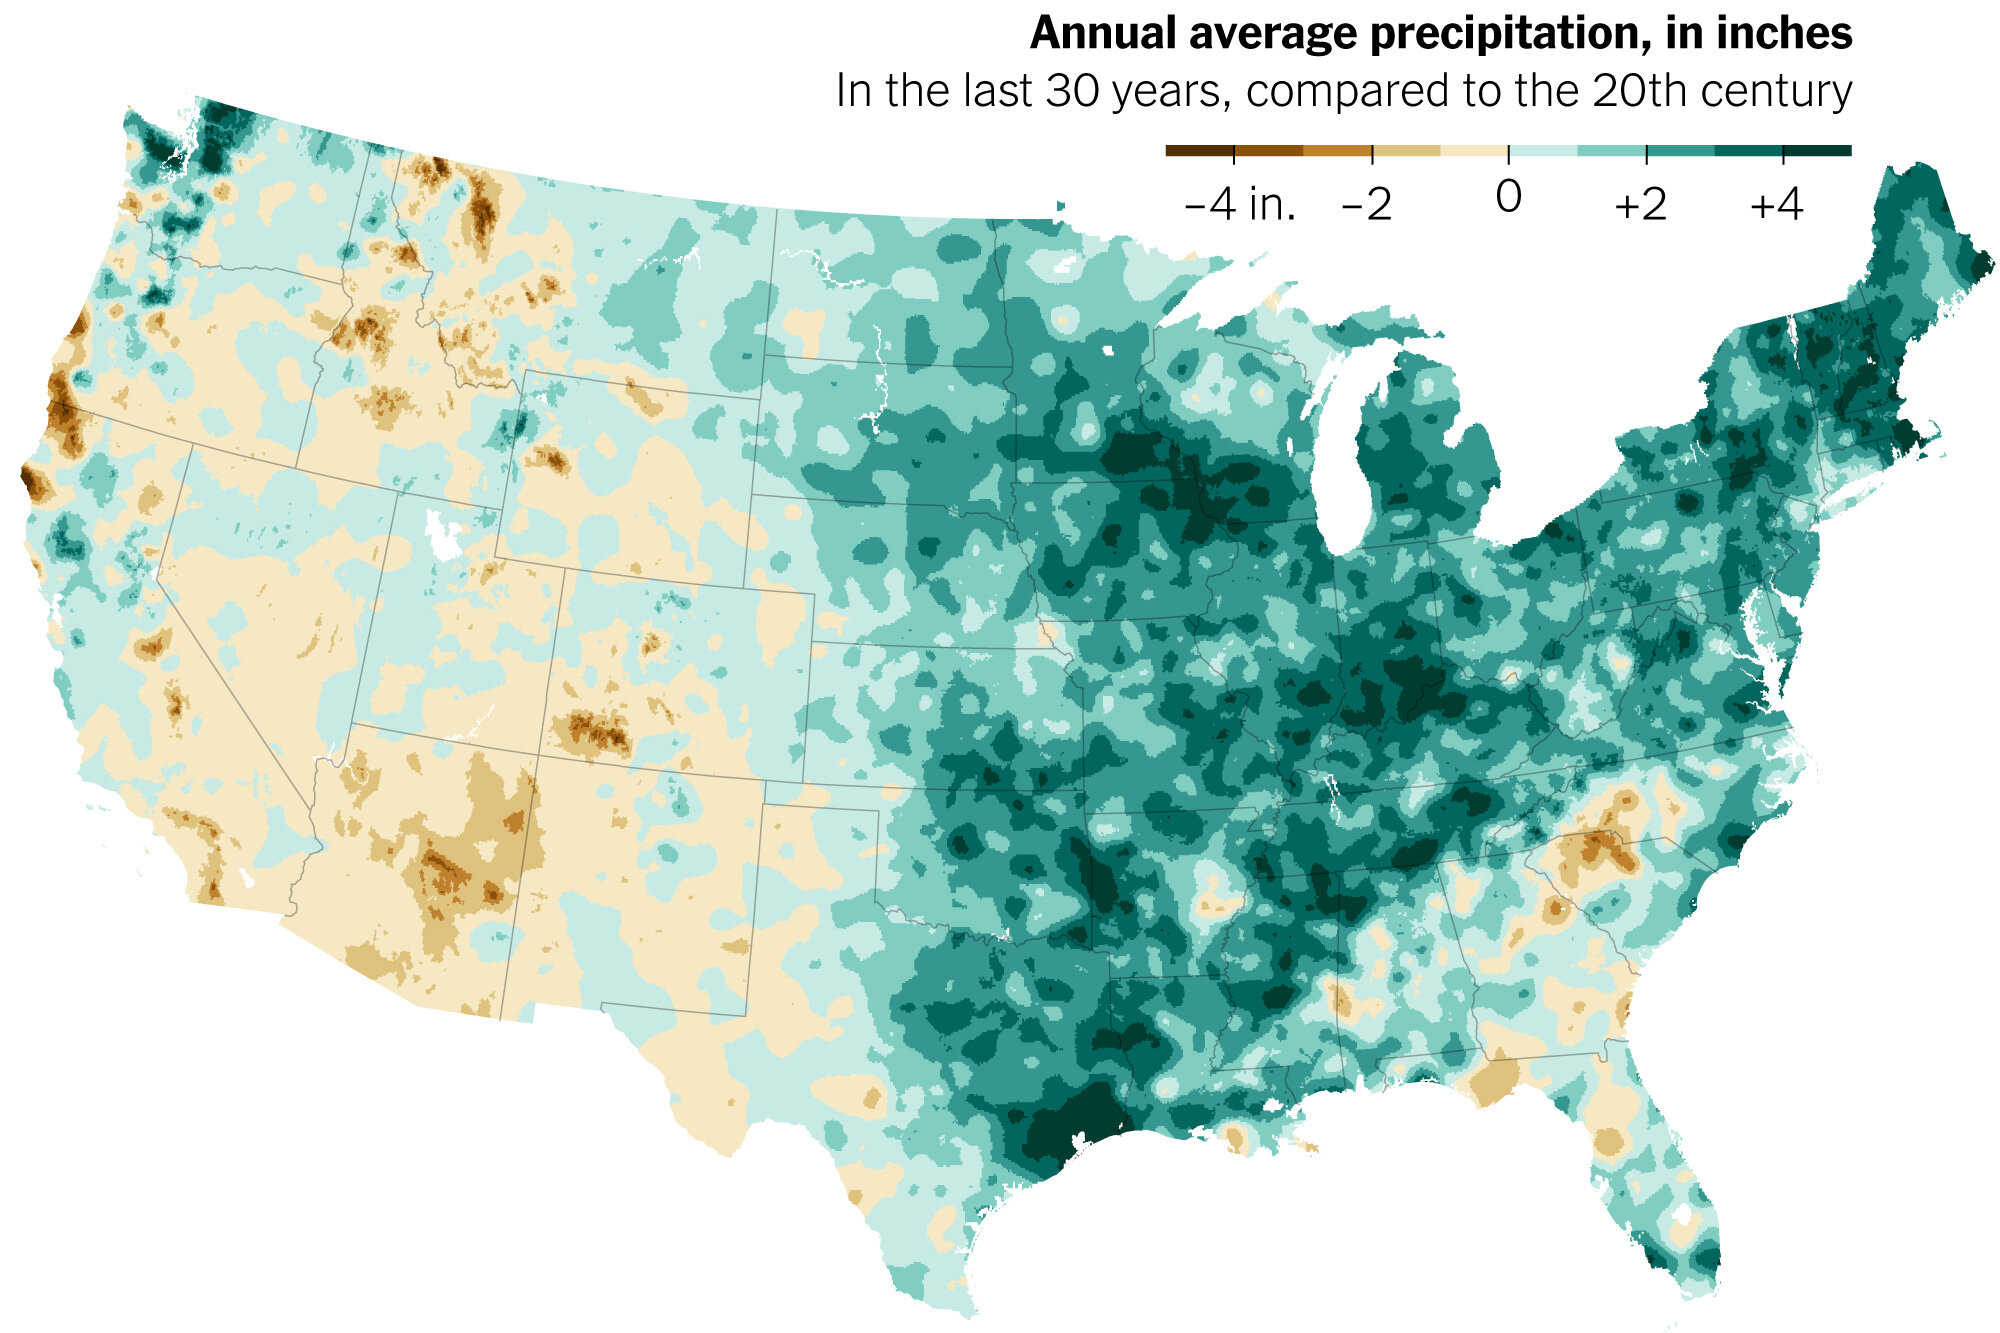 Annual average precipitation, in inches
In the last 30 years, compared to the 20th century
–4 in. –2 0 +2 +4